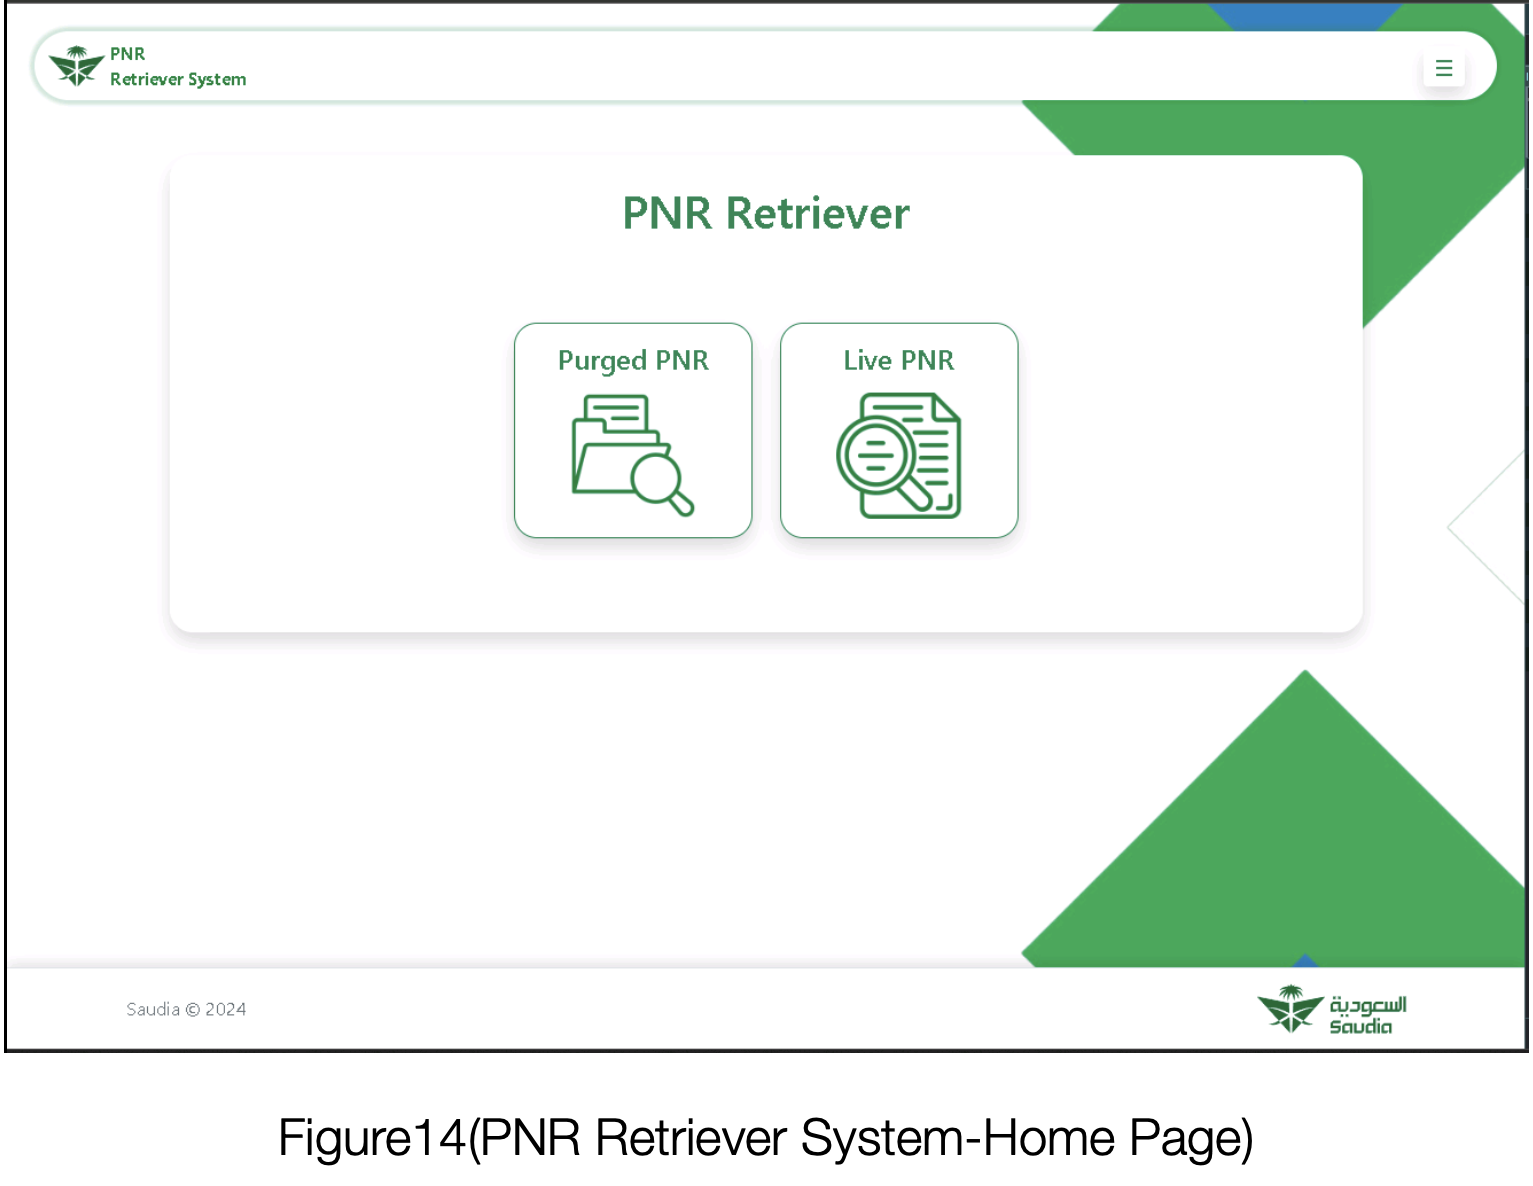 PNR
Retriever System
PNR Retriever
Purged PNR
Live PNR
Saudia © 2024
السعودية
Saudia
Figure14(PNR Retriever System-Home Page)